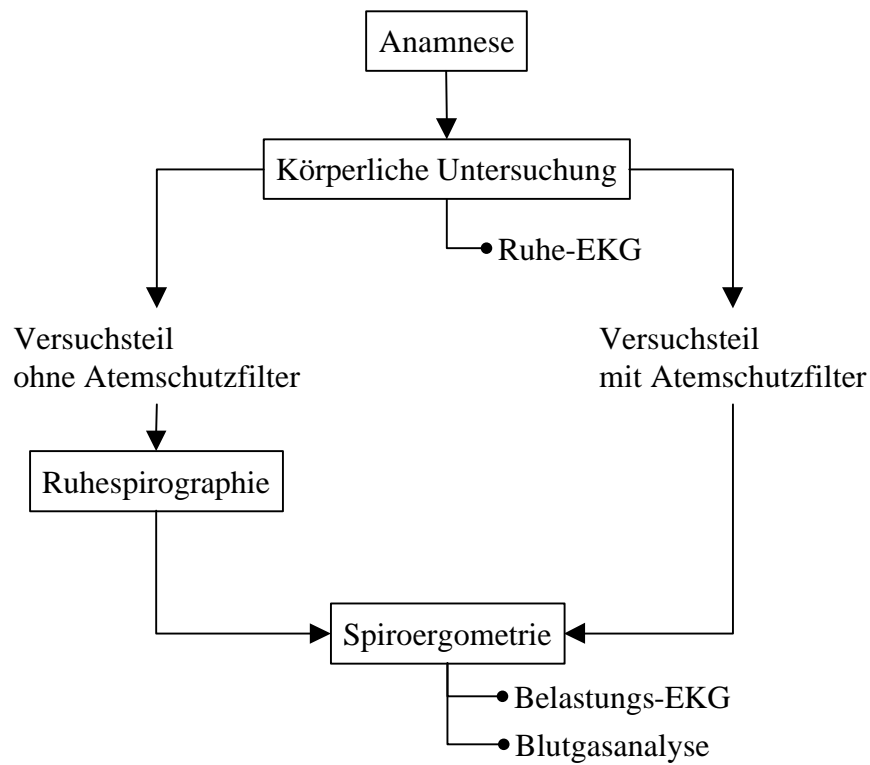 Anamnese
Körperliche Untersuchung
Ruhe-EKG
Versuchsteil
ohne Atemschutzfilter
Versuchsteil
mit Atemschutzfilter
Ruhespirographie
Spiroergometrie
Belastungs-EKG
Blutgasanalyse